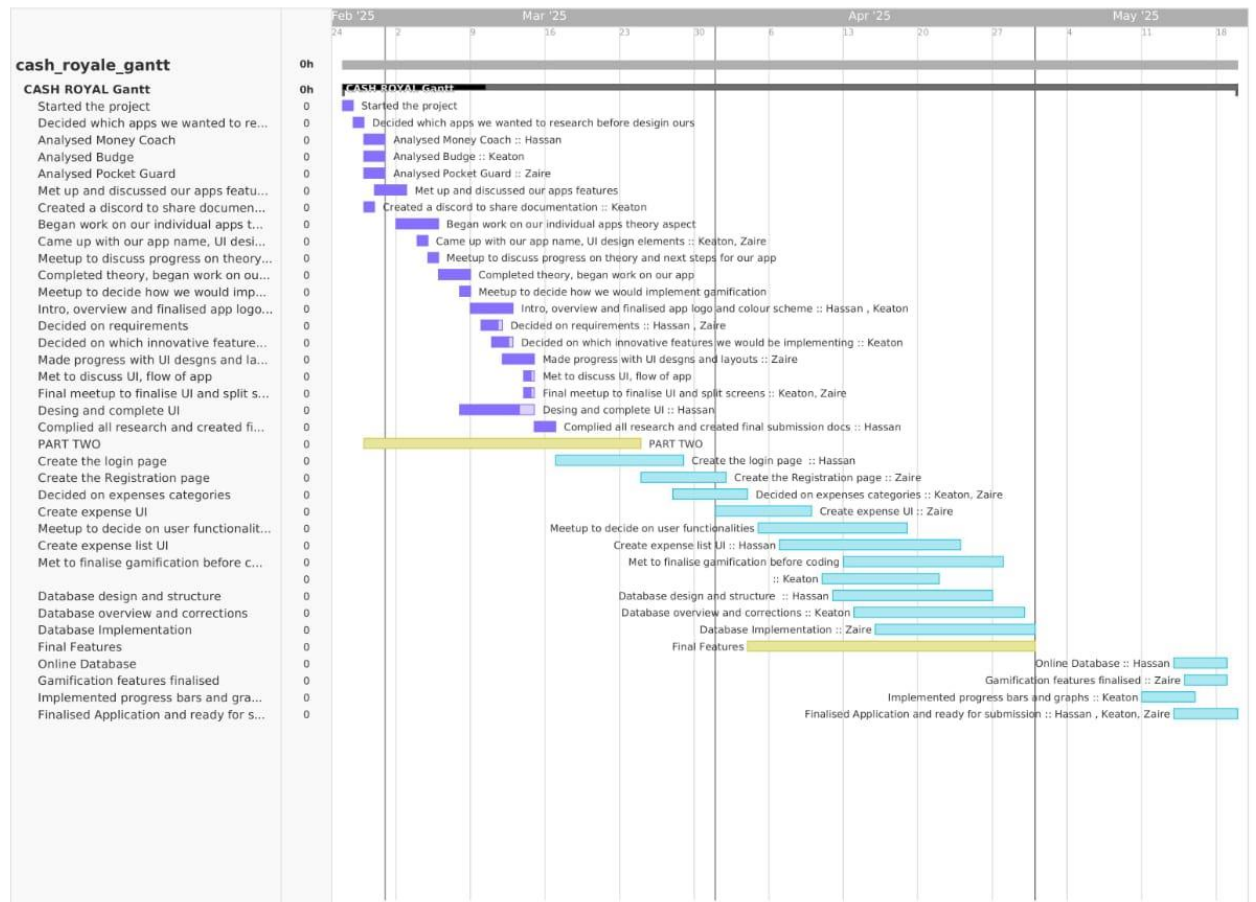 Feb '25 Mar '25 Apr '25 May '25
24 2 9 16 23 30 6 13 20 27 4 11 18
cash_royale_gantt 0h
CASH ROYAL Gantt 0h CASH ROYAL Gantt
Started the project 0 Started the project
Decided which apps we wanted to re... 0 Decided which apps we wanted to research before desigin ours
Analysed Money Coach 0 Analysed Money Coach :: Hassan
Analysed Budge 0 Analysed Budge :: Keaton
Analysed Pocket Guard 0 Analysed Pocket Guard :: Zaire
Met up and discussed our apps featu... 0 Met up and discussed our apps features
Created a discord to share documen... 0 Created a discord to share documentation :: Keaton
Began work on our individual apps t... 0 Began work on our individual apps theory aspect
Came up with our app name, UI desi... 0 Came up with our app name, UI design elements :: Keaton, Zaire
Meetup to discuss progress on theory... 0 Meetup to discuss progress on theory and next steps for our app
Completed theory, began work on ou... 0 Completed theory, began work on our app
Meetup to decide how we would imp... 0 Meetup to decide how we would implement gamification
Intro, overview and finalised app logo... 0 Intro, overview and finalised app logo and colour scheme :: Hassan , Keaton
Decided on requirements 0 Decided on requirements :: Hassan , Zaire
Decided on which innovative feature... 0 Decided on which innovative features we would be implementing :: Keaton
Made progress with UI desgns and la... 0 Made progress with UI desgns and layouts :: Zaire
Met to discuss UI, flow of app 0 Met to discuss UI, flow of app
Final meetup to finalise UI and split s... 0 Final meetup to finalise UI and split screens :: Keaton, Zaire
Desing and complete UI 0 Desing and complete UI :: Hassan
Complied all research and created fi... 0 Complied all research and created final submission docs :: Hassan
PART TWO 0 PART TWO
Create the login page 0 Create the login page :: Hassan
Create the Registration page 0 Create the Registration page :: Zaire
Decided on expenses categories 0 Decided on expenses categories :: Keaton, Zaire
Create expense UI 0 Create expense UI :: Zaire
Meetup to decide on user functionalit... 0 Meetup to decide on user functionalities
Create expense list UI 0 Create expense list UI :: Hassan
Met to finalise gamification before c... 0 Met to finalise gamification before coding
0 :: Keaton
Database design and structure 0 Database design and structure :: Hassan
Database overview and corrections 0 Database overview and corrections :: Keaton
Database Implementation 0 Database Implementation :: Zaire
Final Features 0 Final Features
Online Database 0 Online Database :: Hassan
Gamification features finalised 0 Gamification features finalised :: Zaire
Implemented progress bars and gra... 0 Implemented progress bars and graphs :: Keaton
Finalised Application and ready for s... 0 Finalised Application and ready for submission :: Hassan , Keaton, Zaire